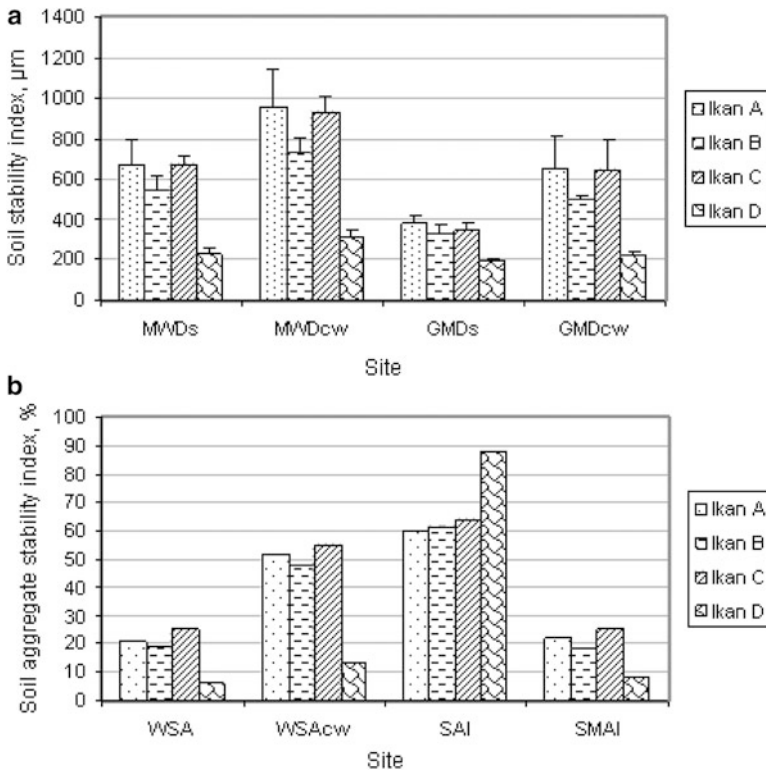 a
Soil stability index, µm
1400
1200
1000
800
600
400
200
0
MWDs MWDcw GMDs GMDcw
Site
Ikan A
Ikan B
Ikan C
Ikan D
b
Soil aggregate stability index, %
100
90
80
70
60
50
40
30
20
10
0
WSA WSAcw SAI SMAI
Site
Ikan A
Ikan B
Ikan C
Ikan D